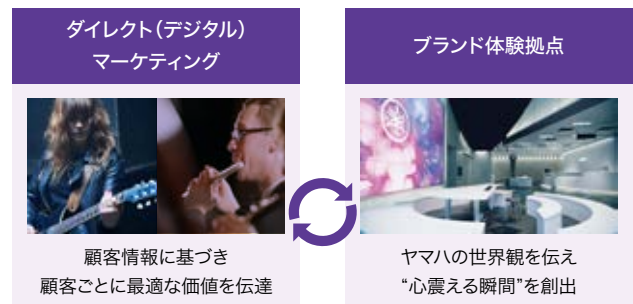 ダイレクト（デジタル）
マーケティング
顧客情報に基づき
顧客ごとに最適な価値を伝達
ブランド体験拠点
ヤマハの世界観を伝え
“心震える瞬間”を創出